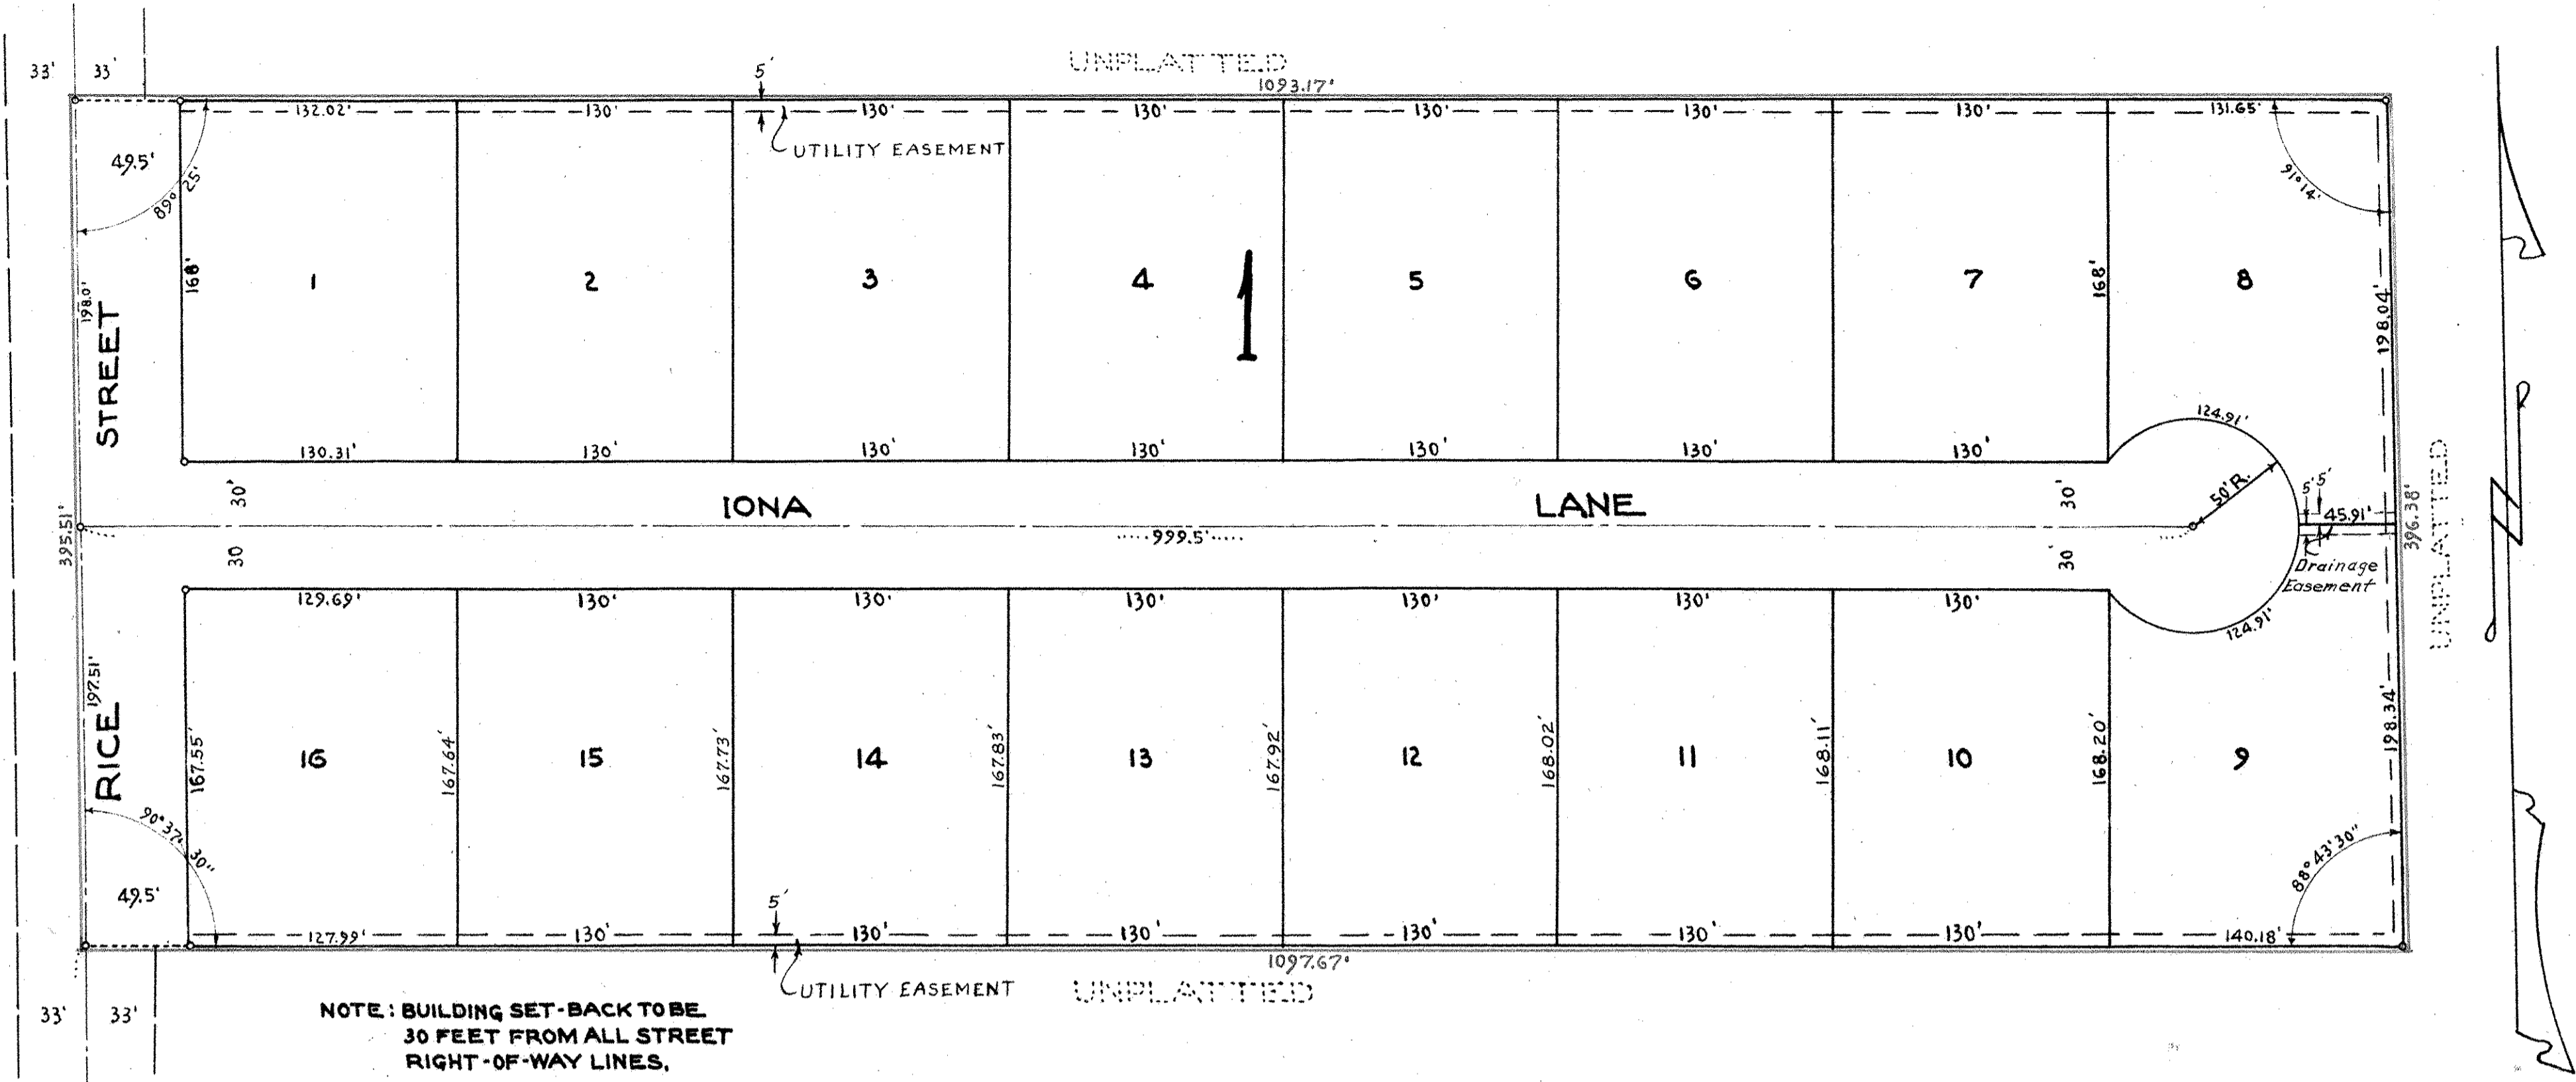 UNPLATTED
1093.17'
33' 33'
5'
132.02' 130' 130' 130' 130' 130' 130' 131.65'
UTILITY EASEMENT
49.5'
89° 25'
91°14'
198.0'
168'
1 2 3 4 1 5 6 7 168' 8
198.04'
STREET
130.31' 130' 130' 130' 130' 130' 130'
124.91'
50' R.
30' 30'
IONA LANE
5' 5'
45.91'
395.51'
999.5'
396.38'
UNPLATTED
30 30'
Drainage
Easement
129.69' 130' 130' 130' 130' 130' 130'
124.91'
197.51'
RICE
167.55' 167.64' 167.73' 167.83' 167.92' 168.02' 168.11' 168.20' 198.34'
16 15 14 13 12 11 10 9
90°37' 30"
88°43'30"
49.5'
5'
127.99' 130' 130' 130' 130' 130' 130' 140.18'
1097.67'
UTILITY EASEMENT
UNPLATTED
33' 33'
NOTE: BUILDING SET-BACK TO BE
30 FEET FROM ALL STREET
RIGHT-OF-WAY LINES.